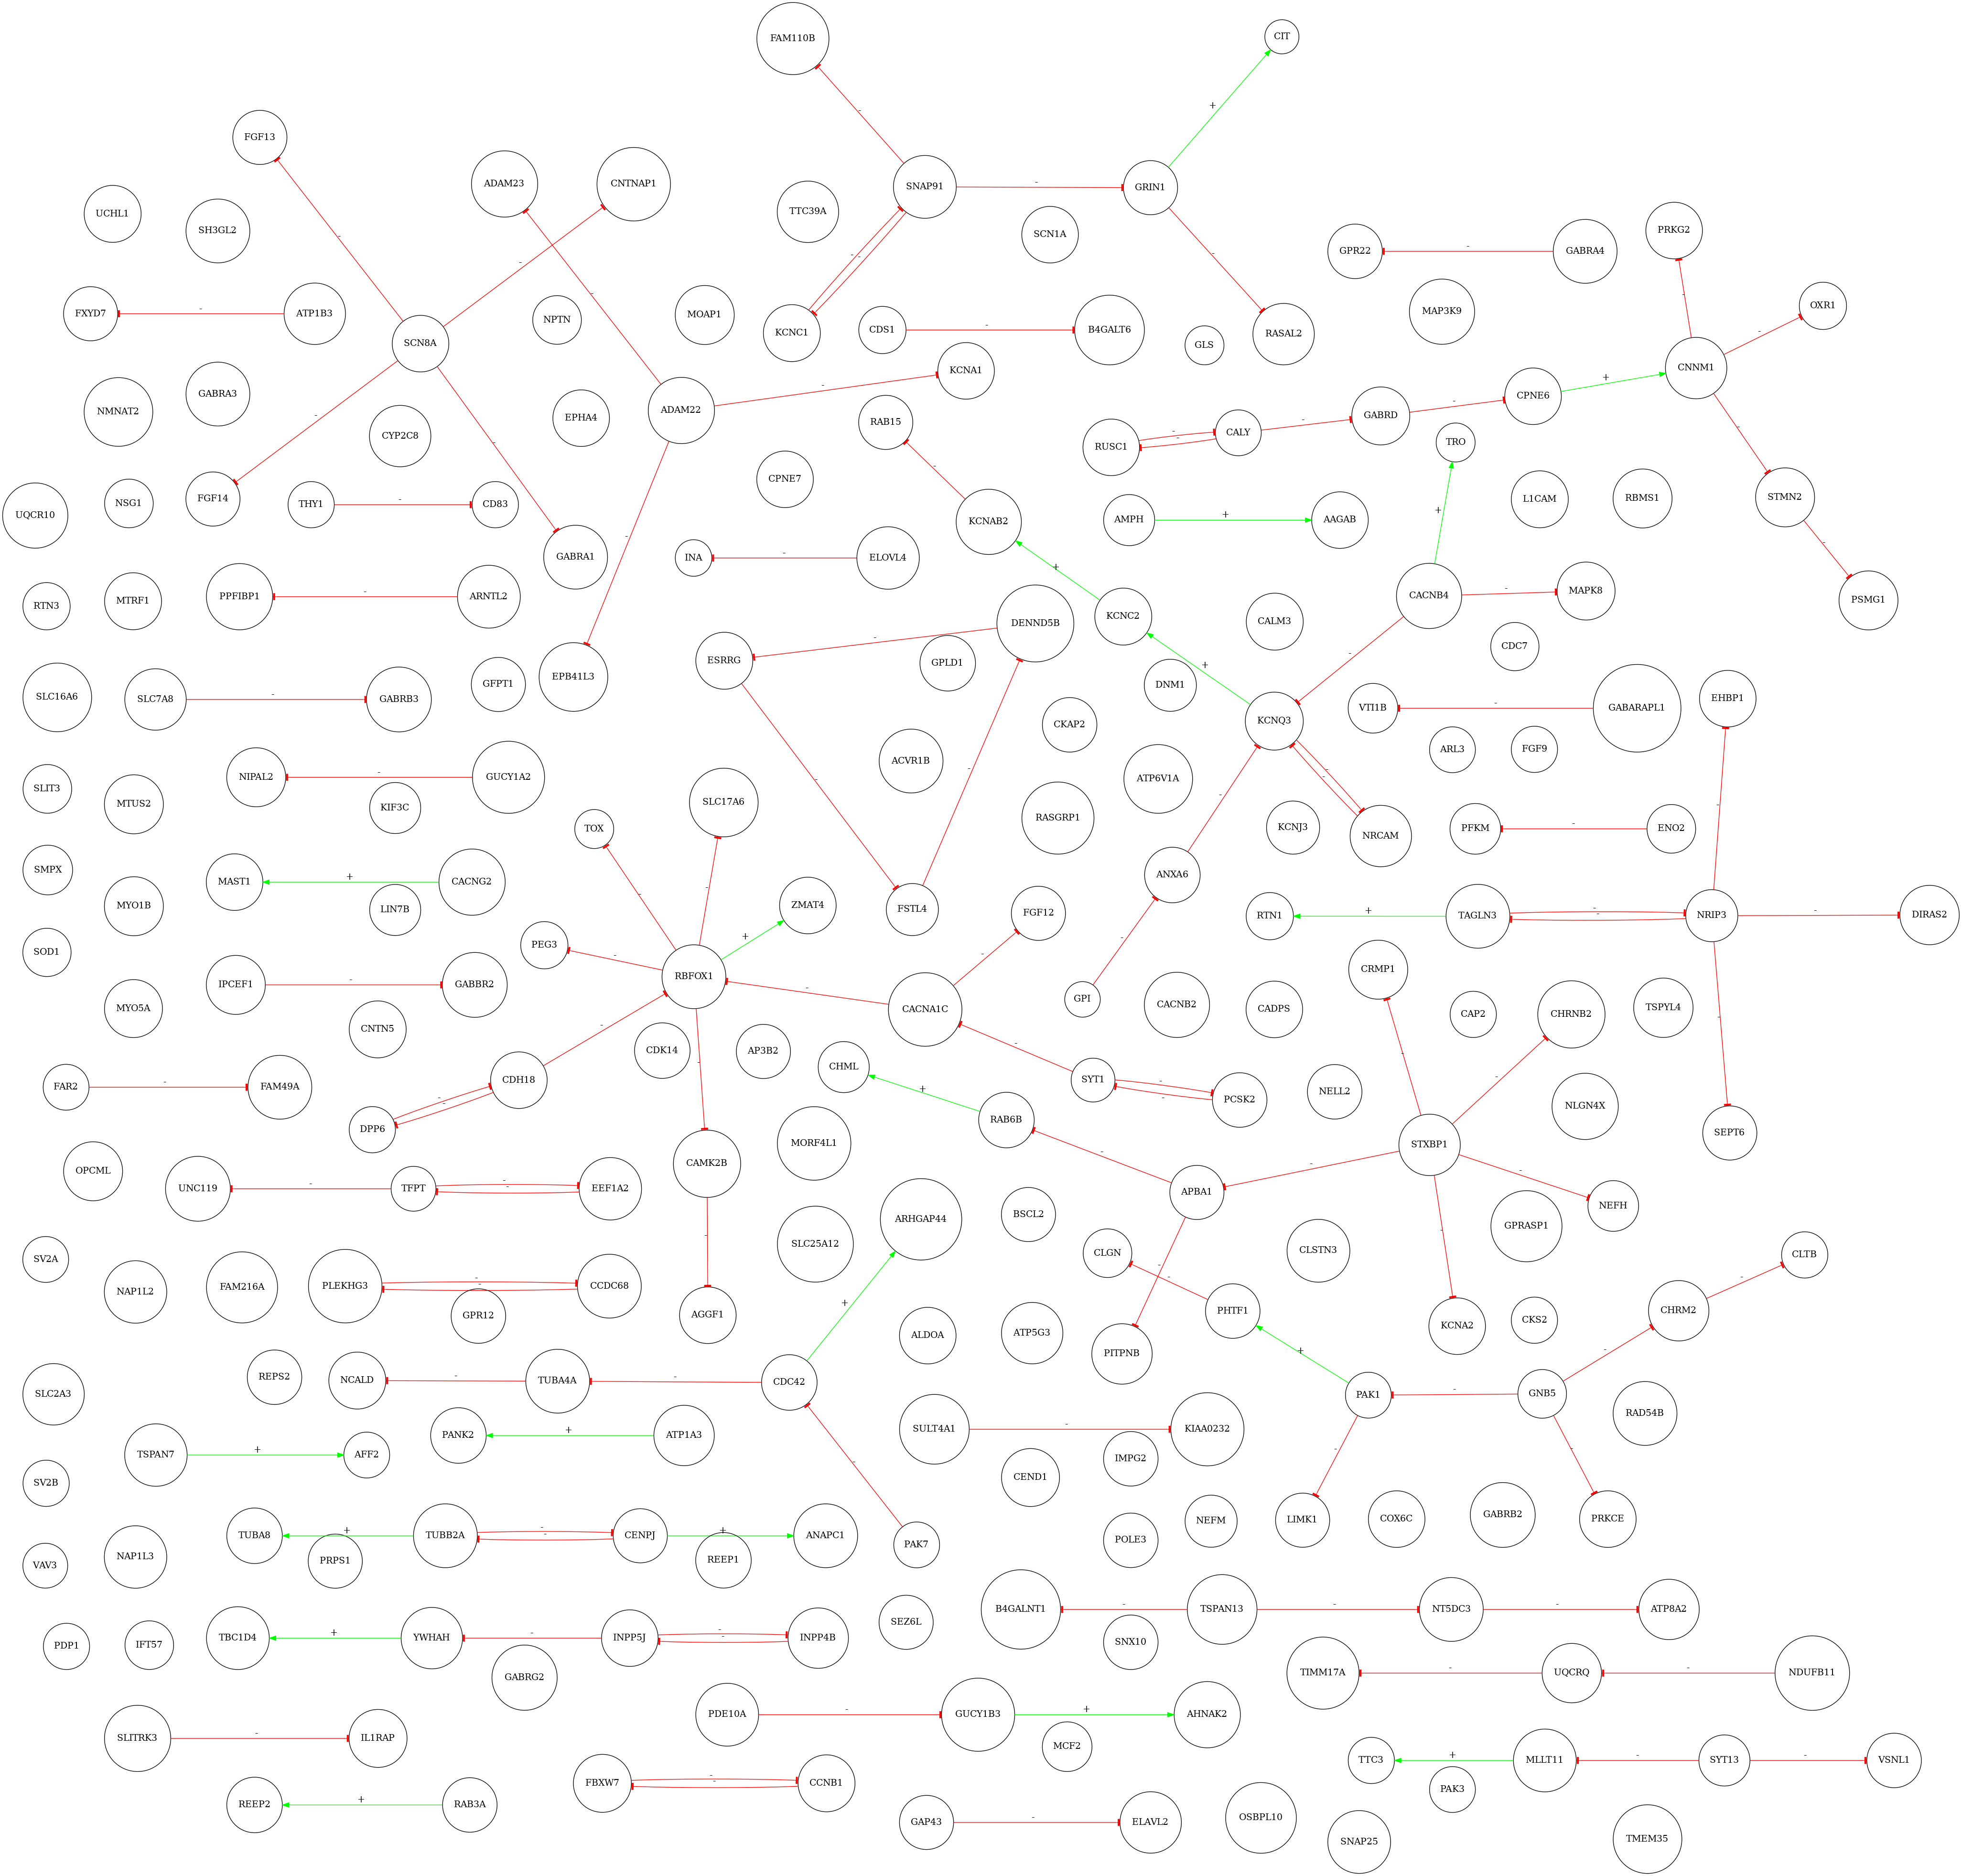 FAM110B
CIT
+
-
FGF13
ADAM23
CNTNAP1
SNAP91
-
GRIN1
UCHL1
SH3GL2
TTC39A
SCN1A
PRKG2
-
-
-
-
-
-
GPR22
-
GABRA4
FXYD7
-
ATP1B3
NPTN
MOAP1
KCNC1
CDS1
-
B4GALT6
GLS
RASAL2
MAP3K9
-
-
OXR1
SCN8A
KCNA1
CNNM1
NMNAT2
GABRA3
-
CYP2C8
EPHA4
ADAM22
-
RAB15
RUSC1
-
-
CALY
-
GABRD
-
CPNE6
+
TRO
-
-
UQCR10
NSG1
FGF14
THY1
-
CD83
CPNE7
-
KCNAB2
AMPH
+
AAGAB
+
L1CAM
RBMS1
STMN2
GABRA1
-
INA
-
ELOVL4
+
-
RTN3
MTRF1
PPFIBP1
-
ARNTL2
DENND5B
KCNC2
CALM3
CACNB4
-
MAPK8
PSMG1
EPB41L3
ESRRG
-
GPLD1
DNM1
+
-
CDC7
SLC16A6
SLC7A8
-
GABRB3
GFPT1
CKAP2
KCNQ3
VTI1B
-
GABARAPL1
EHBP1
SLIT3
MTUS2
NIPAL2
-
GUCY1A2
KIF3C
SLC17A6
-
ACVR1B
-
ATP6V1A
-
-
-
ARL3
FGF9
TOX
RASGRP1
KCNJ3
NRCAM
PFKM
-
ENO2
-
SMPX
MYO1B
MAST1
+
CACNG2
LIN7B
-
-
ZMAT4
FSTL4
FGF12
ANXA6
RTN1
+
TAGLN3
-
-
NRIP3
-
DIRAS2
SOD1
PEG3
-
+
-
-
MYO5A
IPCEF1
-
GABBR2
RBFOX1
-
CACNA1C
GPI
CACNB2
CADPS
CRMP1
CAP2
CHRNB2
TSPYL4
-
CNTN5
-
CDK14
AP3B2
-
-
-
FAR2
-
FAM49A
DPP6
-
-
CDH18
-
CHML
+
RAB6B
SYT1
-
-
PCSK2
NELL2
-
NLGN4X
SEPT6
OPCML
UNC119
-
TFPT
-
-
EEF1A2
CAMK2B
MORF4L1
-
APBA1
-
STXBP1
-
NEFH
SV2A
NAP1L2
FAM216A
PLEKHG3
-
-
GPR12
CCDC68
-
AGGF1
SLC25A12
ARHGAP44
BSCL2
CLGN
-
-
CLSTN3
-
GPRASP1
CLTB
SLC2A3
REPS2
NCALD
-
TUBA4A
-
CDC42
+
ALDOA
ATP5G3
PITPNB
PHTF1
+
KCNA2
CKS2
CHRM2
-
-
TSPAN7
+
AFF2
PANK2
+
ATP1A3
SULT4A1
-
KIAA0232
PAK1
-
GNB5
RAD54B
SV2B
-
CEND1
IMPG2
-
-
VAV3
NAP1L3
TUBA8
+
PRPS1
TUBB2A
-
-
CENPJ
+
REEP1
ANAPC1
PAK7
POLE3
NEFM
LIMK1
COX6C
GABRB2
PRKCE
PDP1
IFT57
TBC1D4
+
YWHAH
-
GABRG2
INPP5J
-
-
INPP4B
SEZ6L
B4GALNT1
-
SNX10
TSPAN13
-
NT5DC3
-
ATP8A2
TIMM17A
-
UQCRQ
-
NDUFB11
SLITRK3
-
IL1RAP
PDE10A
-
GUCY1B3
+
MCF2
AHNAK2
TTC3
+
PAK3
MLLT11
-
SYT13
-
VSNL1
REEP2
+
RAB3A
FBXW7
-
-
CCNB1
GAP43
-
ELAVL2
OSBPL10
SNAP25
TMEM35